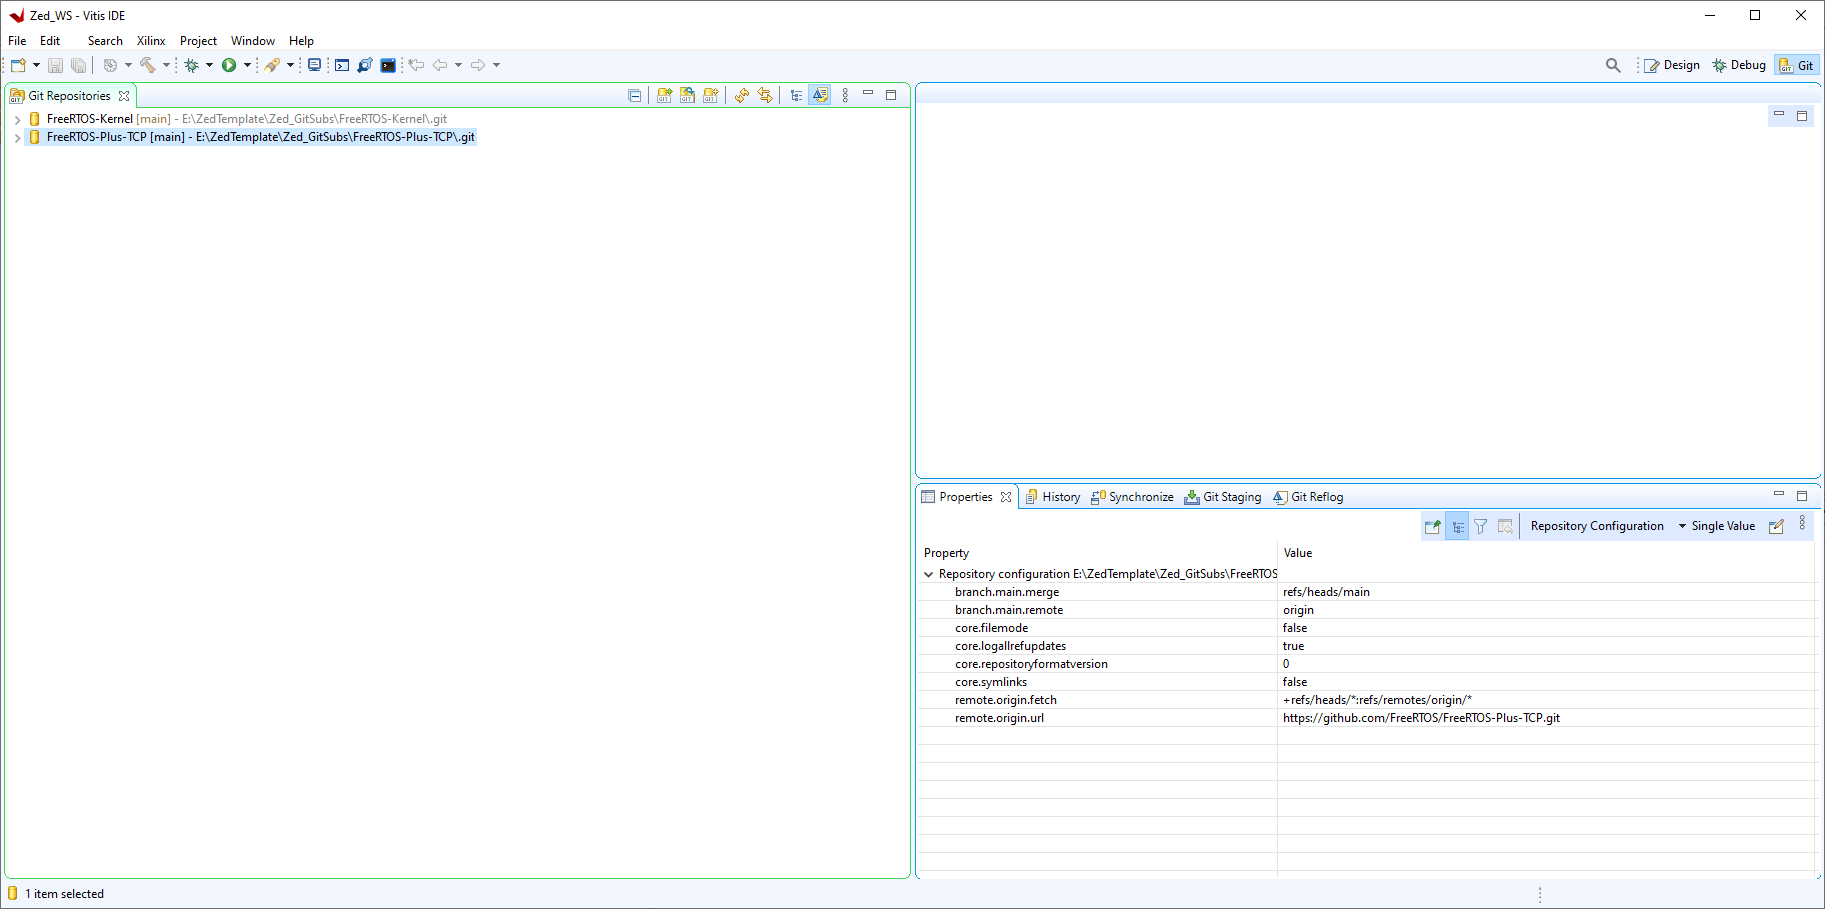 Zed_WS - Vitis IDE
File Edit Search Xilinx Project Window Help
Design Debug Git
Git Repositories
FreeRTOS-Kernel [main] - E:\ZedTemplate\Zed_GitSubs\FreeRTOS-Kernel\.git
FreeRTOS-Plus-TCP [main] - E:\ZedTemplate\Zed_GitSubs\FreeRTOS-Plus-TCP\.git
Properties History Synchronize Git Staging Git Reflog
Repository Configuration Single Value
Property Value
Repository configuration E:\ZedTemplate\Zed_GitSubs\FreeRTOS
branch.main.merge refs/heads/main
branch.main.remote origin
core.filemode false
core.logallrefupdates true
core.repositoryformatversion 0
core.symlinks false
remote.origin.fetch +refs/heads/*:refs/remotes/origin/*
remote.origin.url https://github.com/FreeRTOS/FreeRTOS-Plus-TCP.git
1 item selected